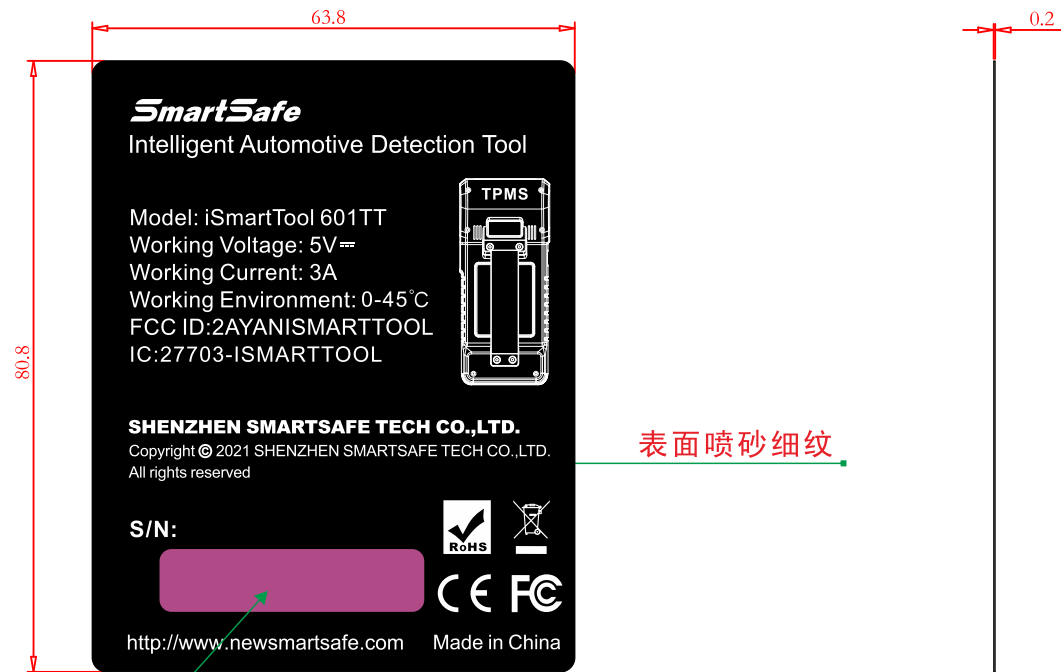 63.8
0.2
80.8
SmartSafe
Intelligent Automotive Detection Tool
TPMS
Model: iSmartTool 601TT
Working Voltage: 5V⎓
Working Current: 3A
Working Environment: 0-45℃
FCC ID:2AYANISMARTTOOL
IC:27703-ISMARTTOOL
SHENZHEN SMARTSAFE TECH CO.,LTD.
Copyright © 2021 SHENZHEN SMARTSAFE TECH CO.,LTD.
All rights reserved
表面喷砂细纹
S/N:
RoHS
CE FC
http://www.newsmartsafe.com Made in China